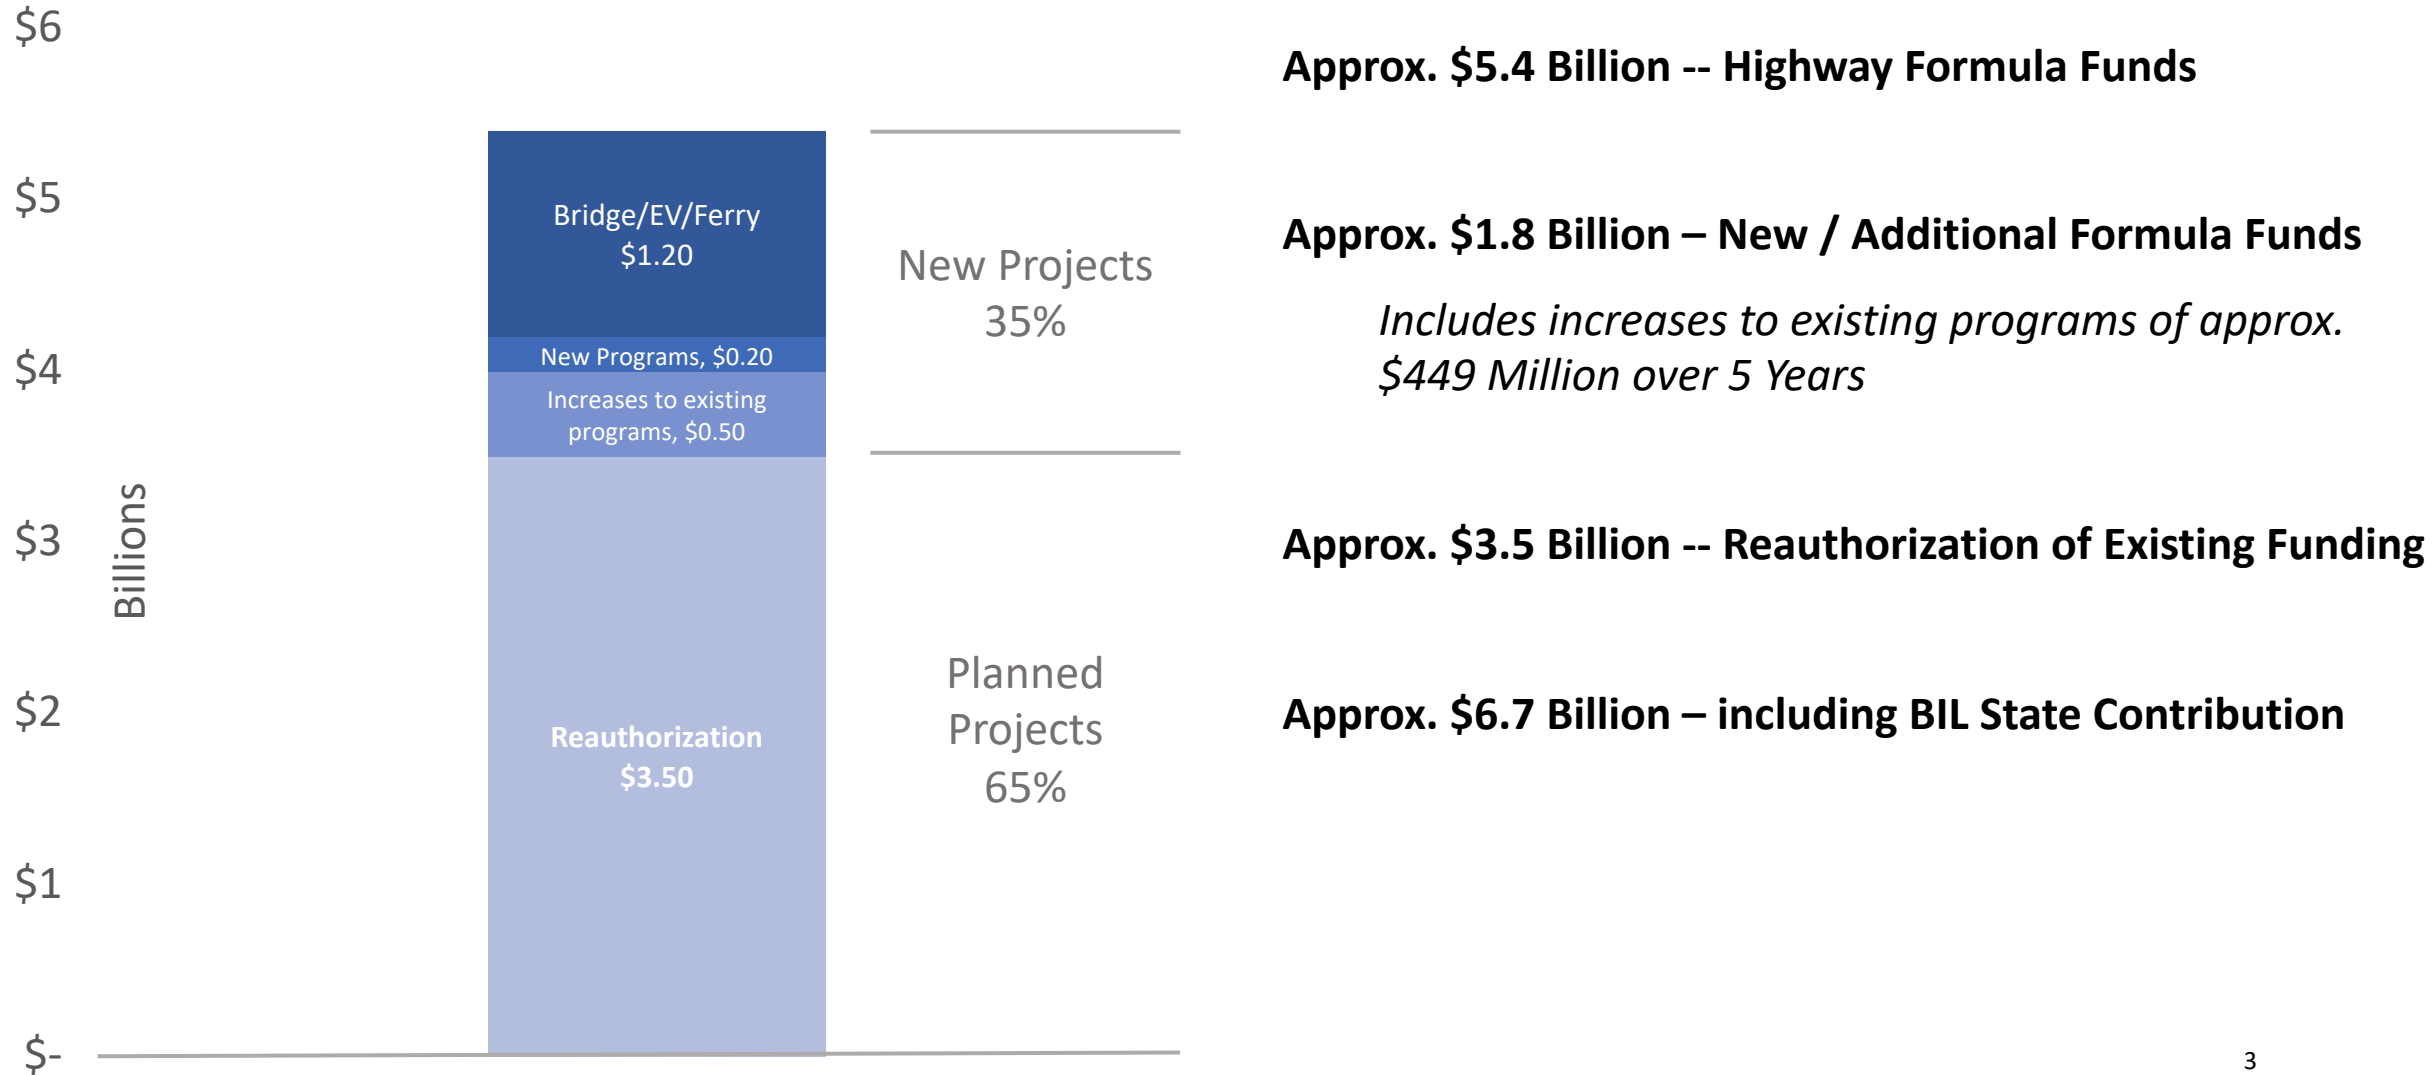 $6
$5
$4
$3
$2
$1
$-
Billions
Bridge/EV/Ferry
$1.20
New Programs, $0.20
Increases to existing
programs, $0.50
Reauthorization
$3.50
New Projects
35%
Planned
Projects
65%
Approx. $5.4 Billion -- Highway Formula Funds
Approx. $1.8 Billion – New / Additional Formula Funds
Includes increases to existing programs of approx.
$449 Million over 5 Years
Approx. $3.5 Billion -- Reauthorization of Existing Funding
Approx. $6.7 Billion – including BIL State Contribution
3